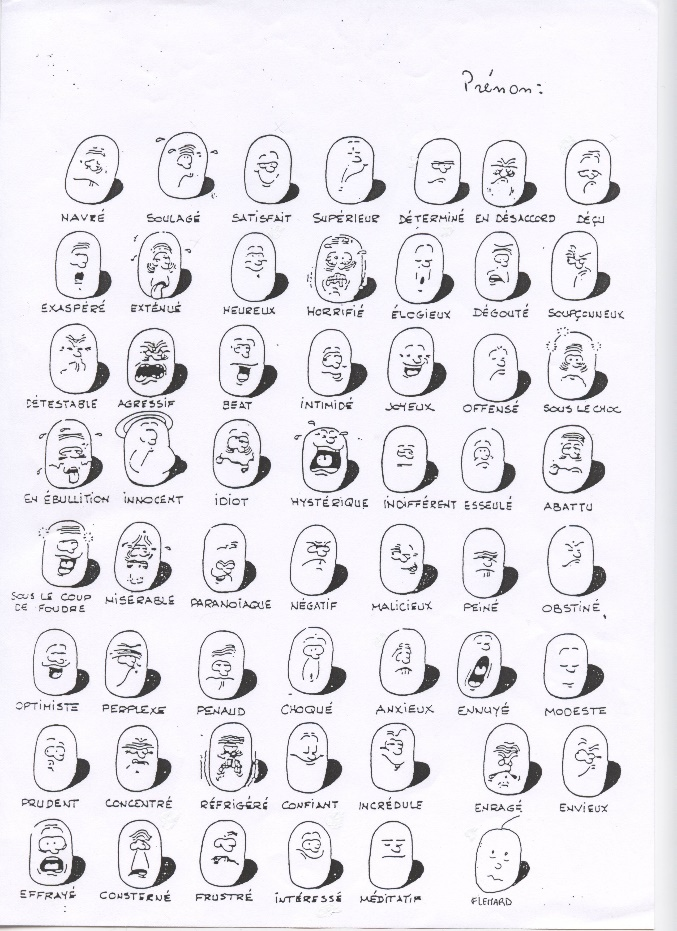 Prénon:
NAVRÉ SOULAGÉ SATISFAIT SUPÉRIEUR DÉTERMINÉ EN DÉSACCORD DÉÇU
EXASPÉRÉ EXTÉNUÉ HEUREUX HORRIFIÉ ÉLOGIEUX DÉGOUTÉ SOUPÇONNEUX
DÉTESTABLE AGRESSIF BEAT INTIMIDÉ JOYEUX OFFENSÉ SOUS LE CHOC
EN ÉBULLITION INNOCENT IDIOT HYSTÉRIQUE INDIFFÉRENT ESSEULÉ ABATTU
SOUS LE COUP
DE FOUDRE MISÉRABLE PARANOÏAQUE NÉGATIF MALICIEUX PEINÉ OBSTINÉ
OPTIMISTE PERPLEXE PENAUD CHOQUÉ ANXIEUX ENNUYÉ MODESTE
PRUDENT CONCENTRÉ RÉFRIGÉRÉ CONFIANT INCRÉDULE ENRAGÉ ENVIEUX
EFFRAYÉ CONSTERNÉ FRUSTRÉ INTÉRESSÉ MÉDITATIF FLEMARD